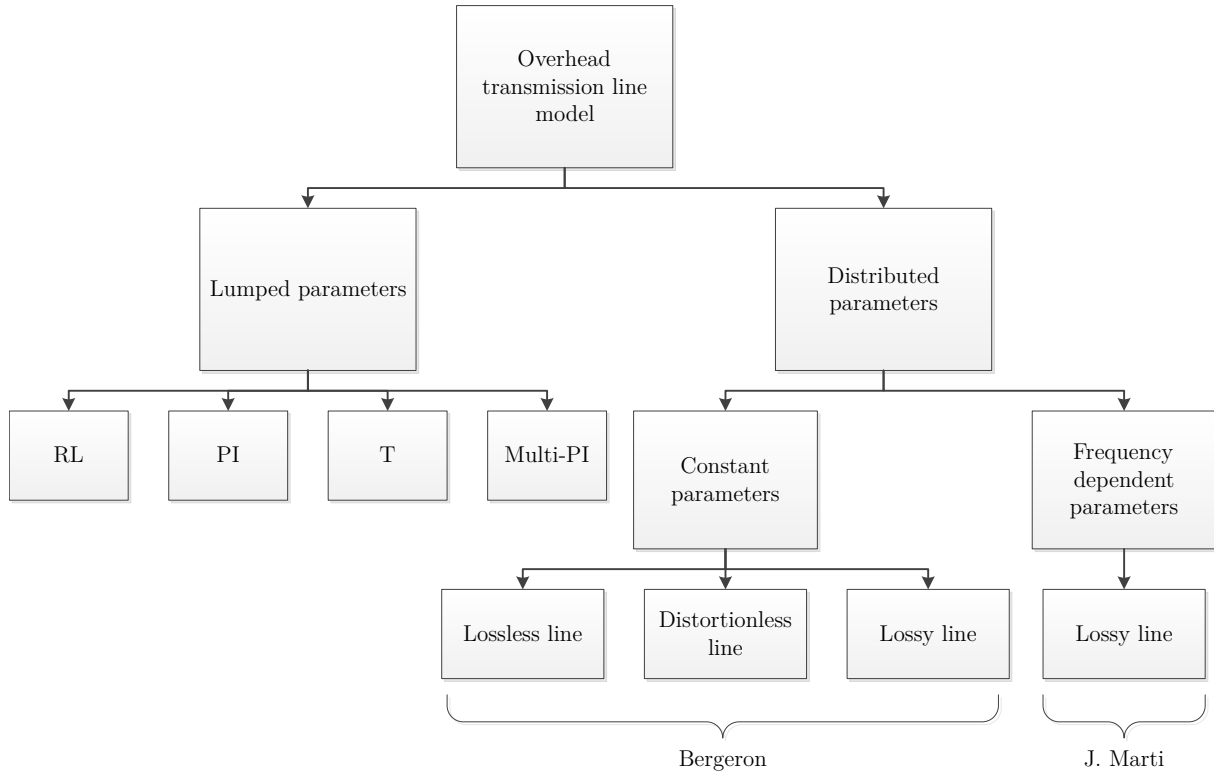 Overhead
transmission line
model
Lumped parameters
Distributed
parameters
RL
PI
T
Multi-PI
Constant
parameters
Frequency
dependent
parameters
Lossless line
Distortionless
line
Lossy line
Lossy line
Bergeron
J. Marti